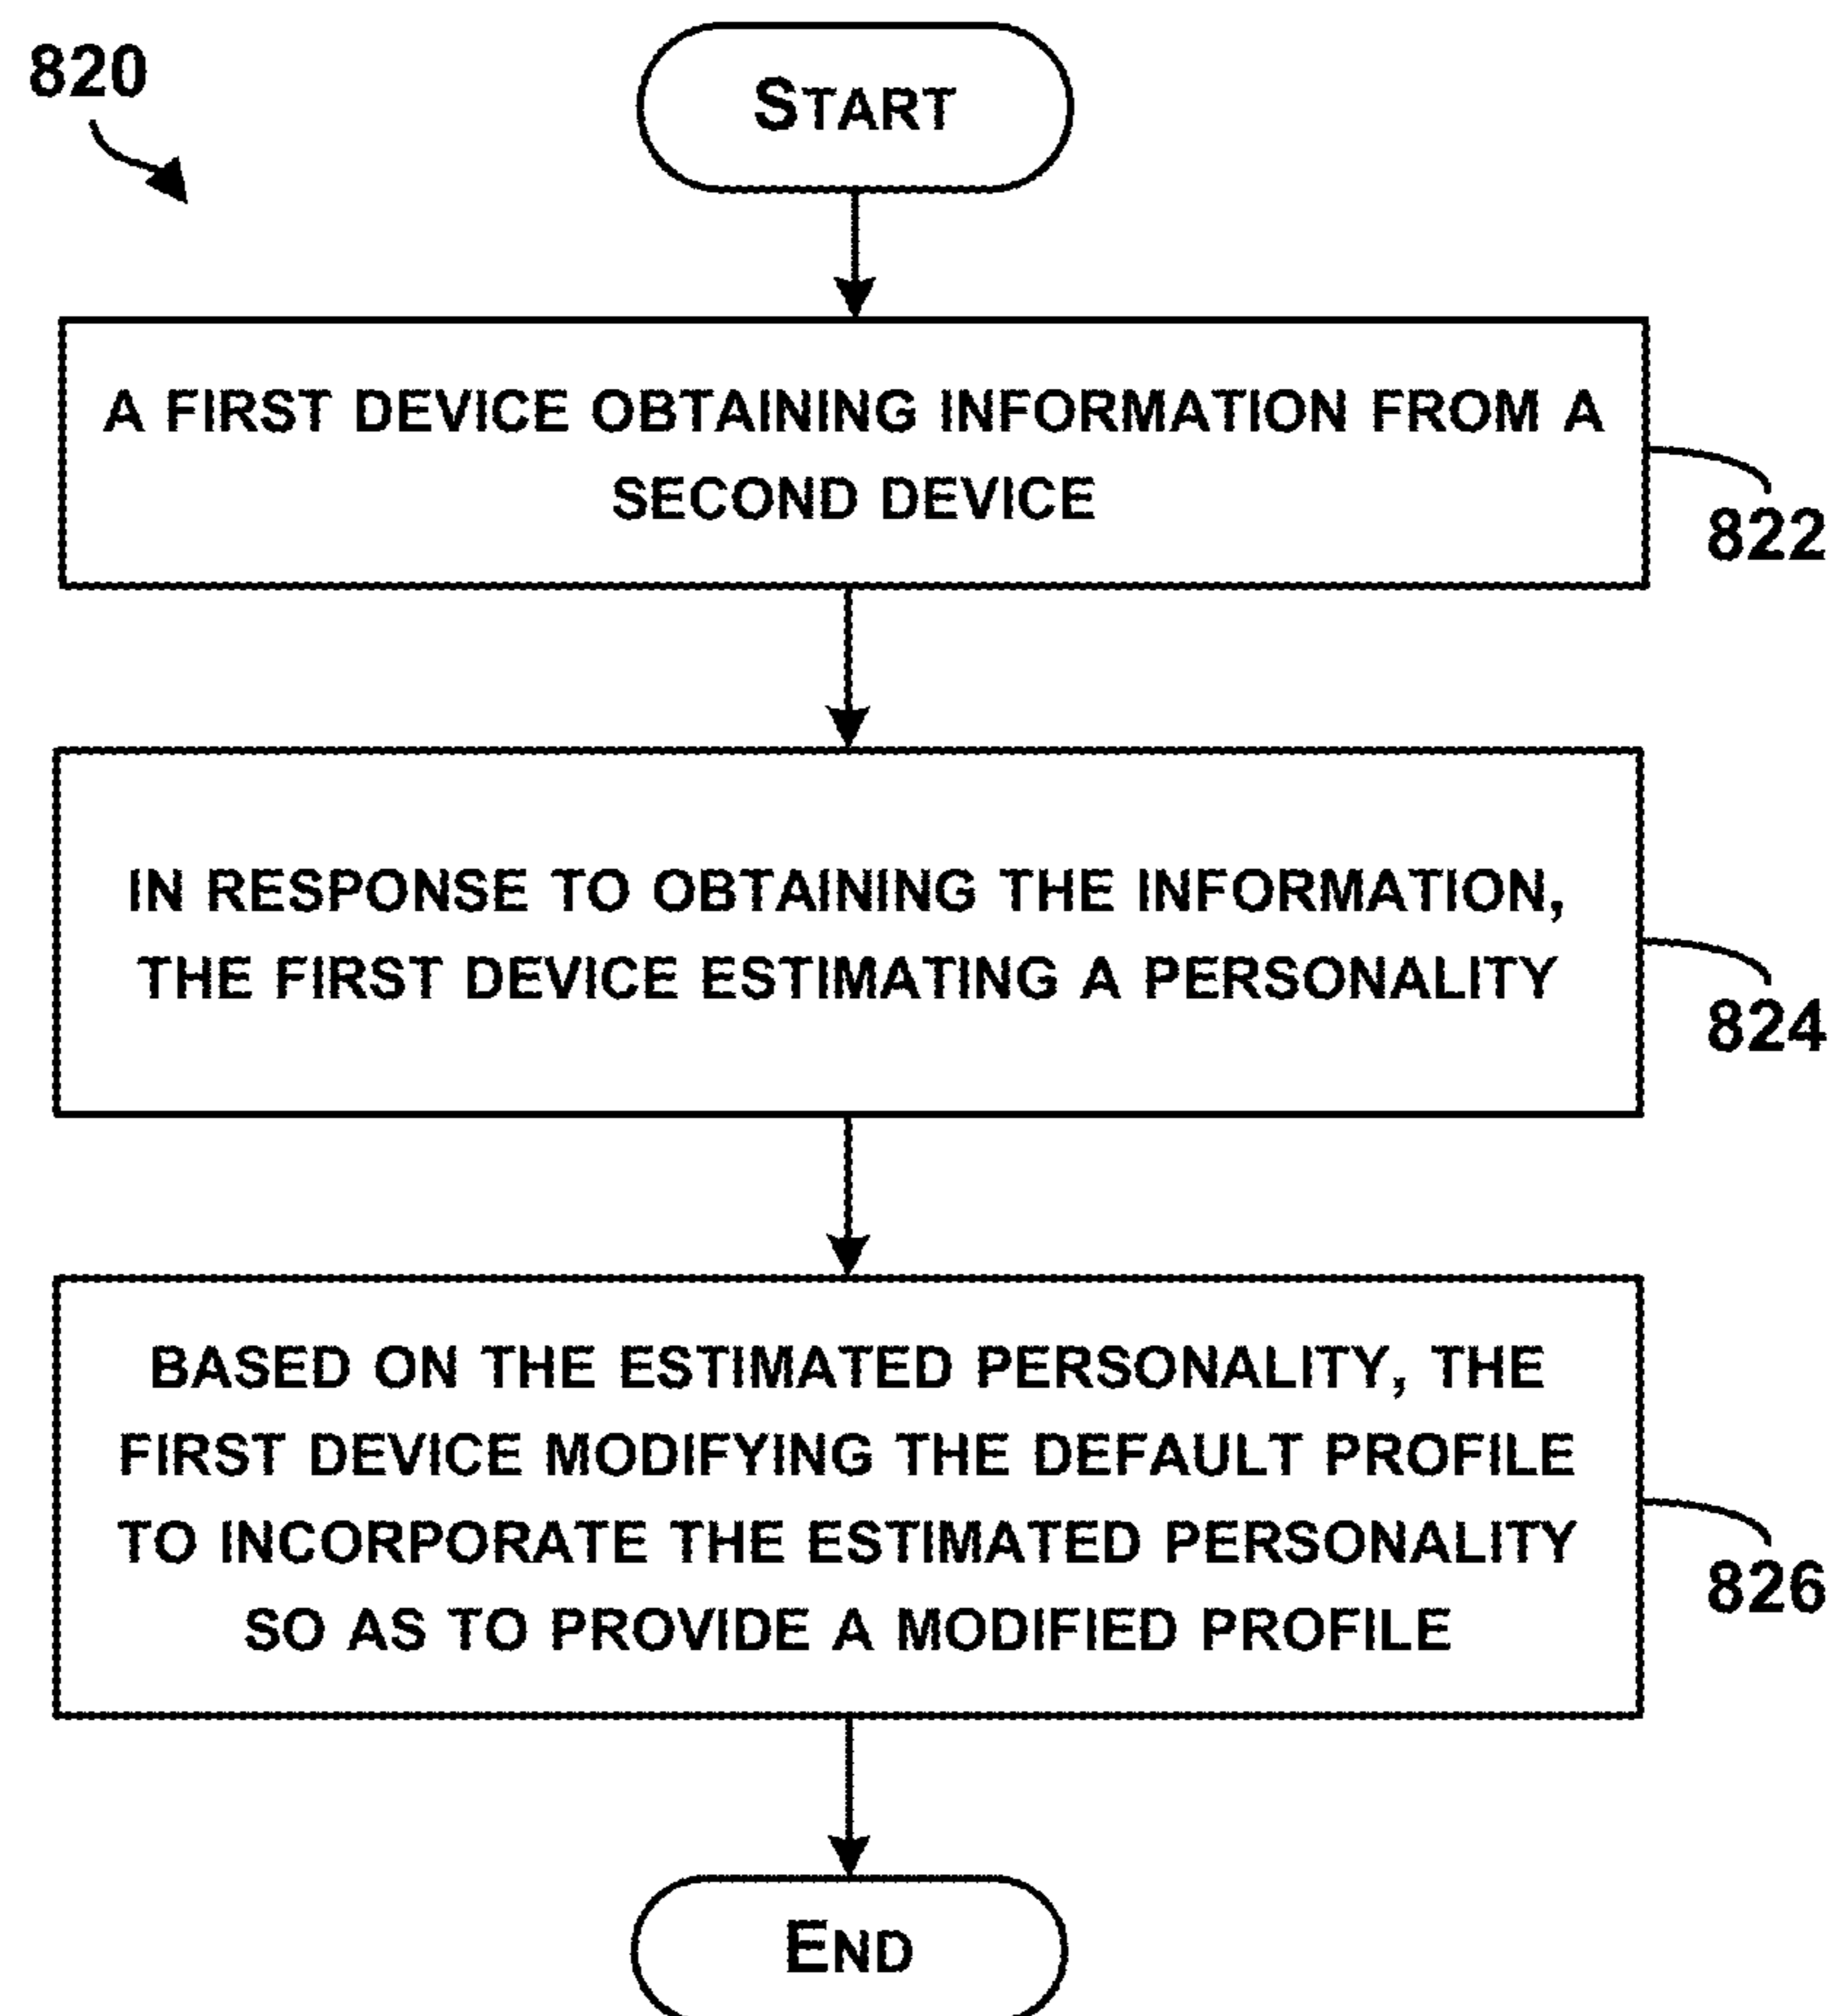 820
START
A FIRST DEVICE OBTAINING INFORMATION FROM A
SECOND DEVICE
822
IN RESPONSE TO OBTAINING THE INFORMATION,
THE FIRST DEVICE ESTIMATING A PERSONALITY
824
BASED ON THE ESTIMATED PERSONALITY, THE
FIRST DEVICE MODIFYING THE DEFAULT PROFILE
TO INCORPORATE THE ESTIMATED PERSONALITY
SO AS TO PROVIDE A MODIFIED PROFILE
826
END